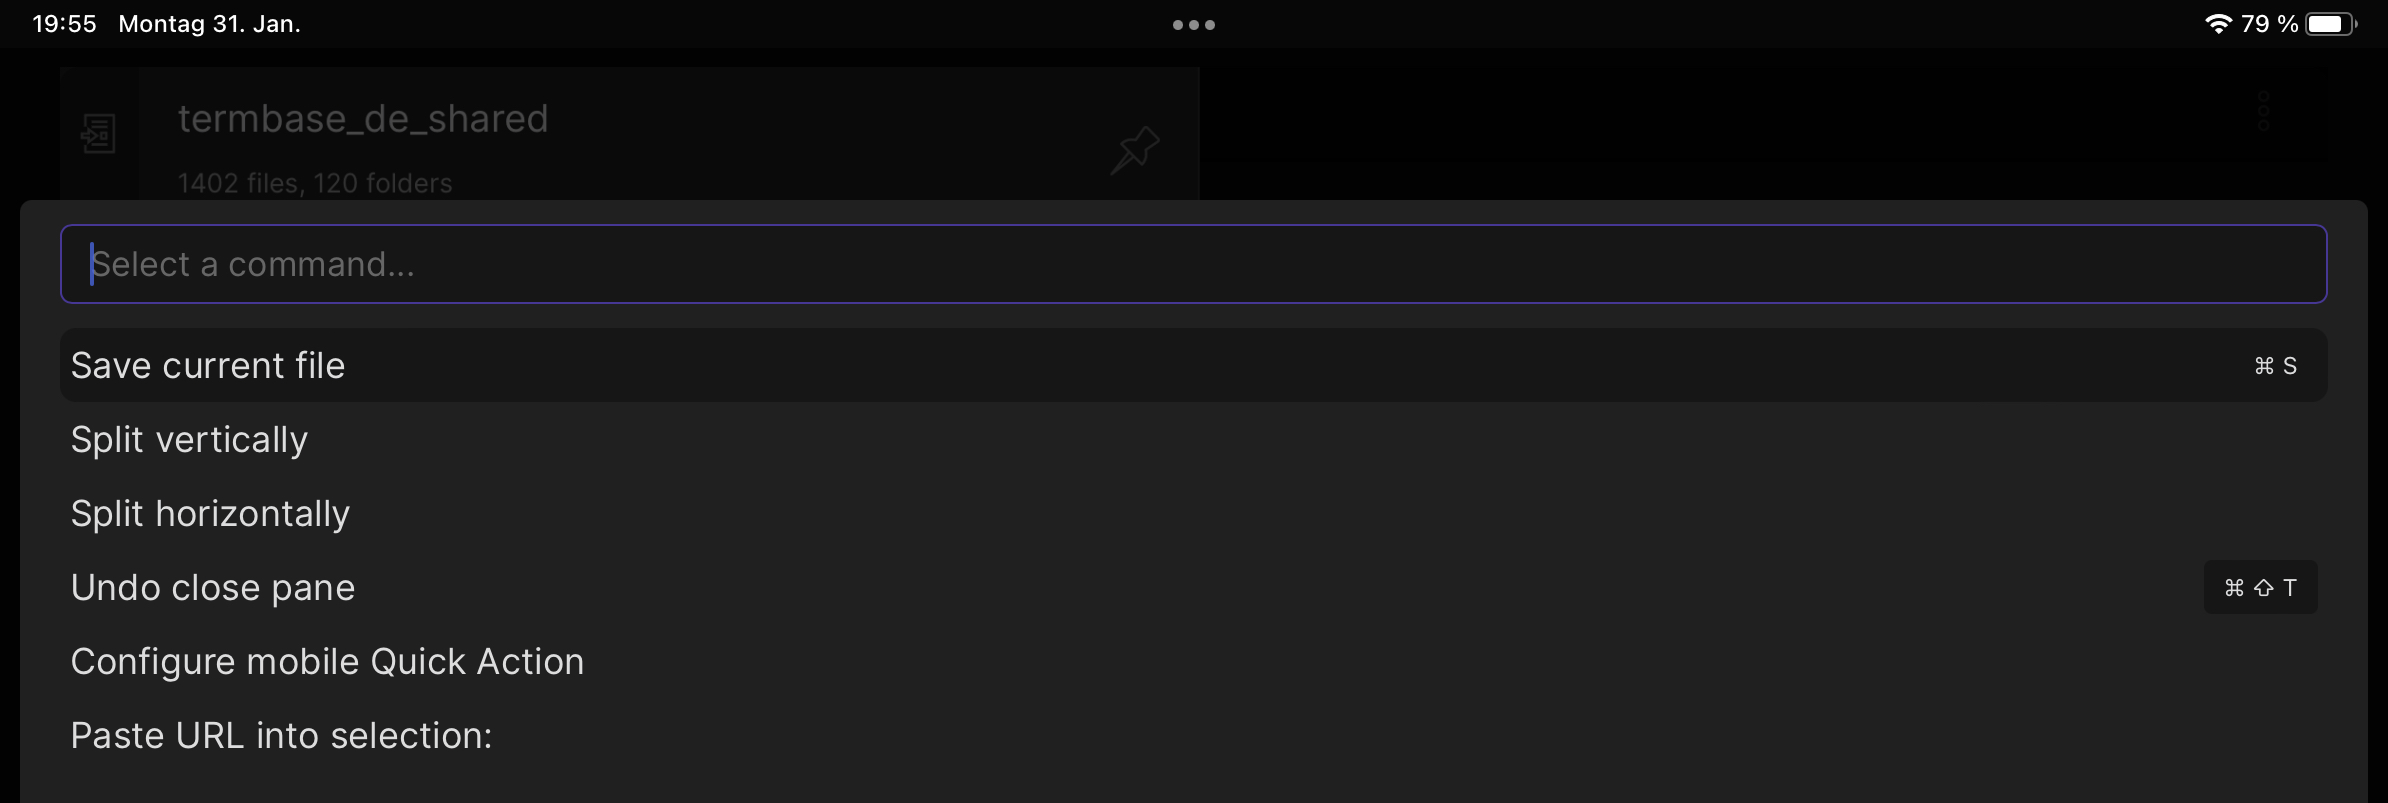 19:55 Montag 31. Jan. 79 %
termbase_de_shared
1402 files, 120 folders
Select a command...
Save current file ⌘ S
Split vertically
Split horizontally
Undo close pane ⌘ ⇧ T
Configure mobile Quick Action
Paste URL into selection: